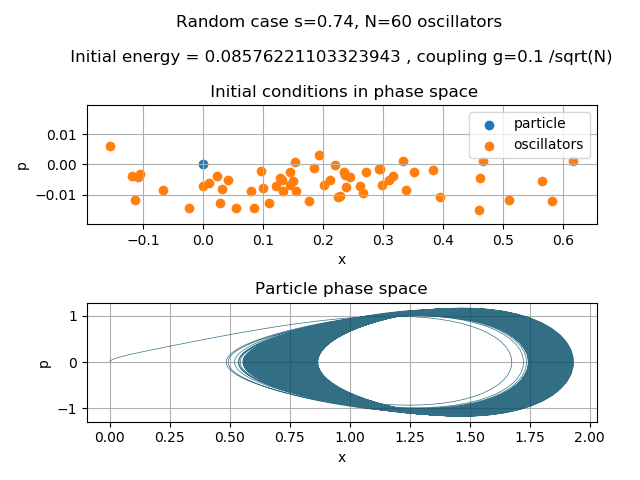 Random case s=0.74, N=60 oscillators
Initial energy = 0.08576221103323943 , coupling g=0.1 /sqrt(N)
Initial conditions in phase space
particle
oscillators
0.01
0.00
−0.01
p
−0.1 0.0 0.1 0.2 0.3 0.4 0.5 0.6
x
Particle phase space
1
0
−1
p
0.00 0.25 0.50 0.75 1.00 1.25 1.50 1.75 2.00
x